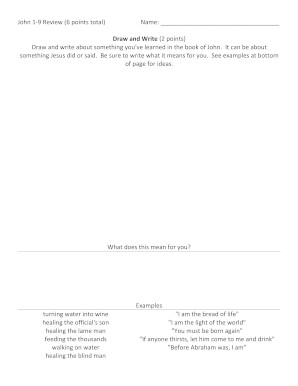 John 1-9 Review (6 points total) Name: ___________________________________
Draw and Write (2 points)
Draw and write about something you've learned in the book of John. It can be about
something Jesus did or said. Be sure to write what it means for you. See examples at bottom
of page for ideas.
What does this mean for you?
Examples
turning water into wine "I am the bread of life"
healing the official's son "I am the light of the world"
healing the lame man "You must be born again"
feeding the thousands "If anyone thirsts, let him come to me and drink"
walking on water "Before Abraham was, I am"
healing the blind man